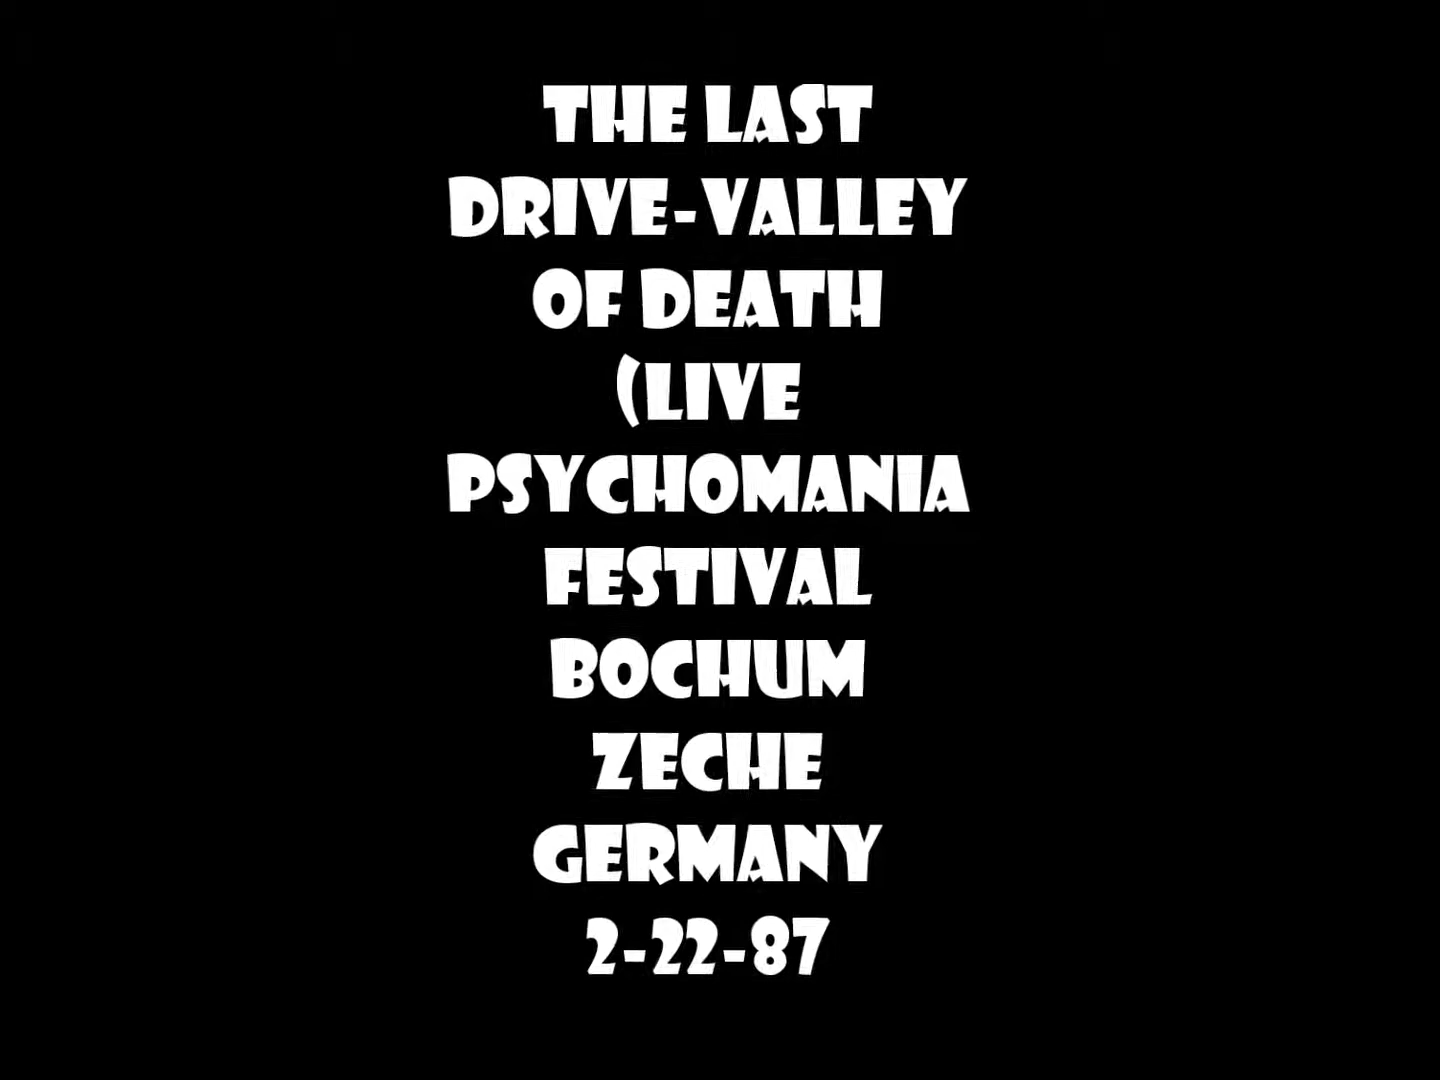 THE LAST
DRIVE-VALLEY
OF DEATH
(LIVE
PSYCHOMANIA
FESTIVAL
BOCHUM
ZECHE
GERMANY
2-22-87